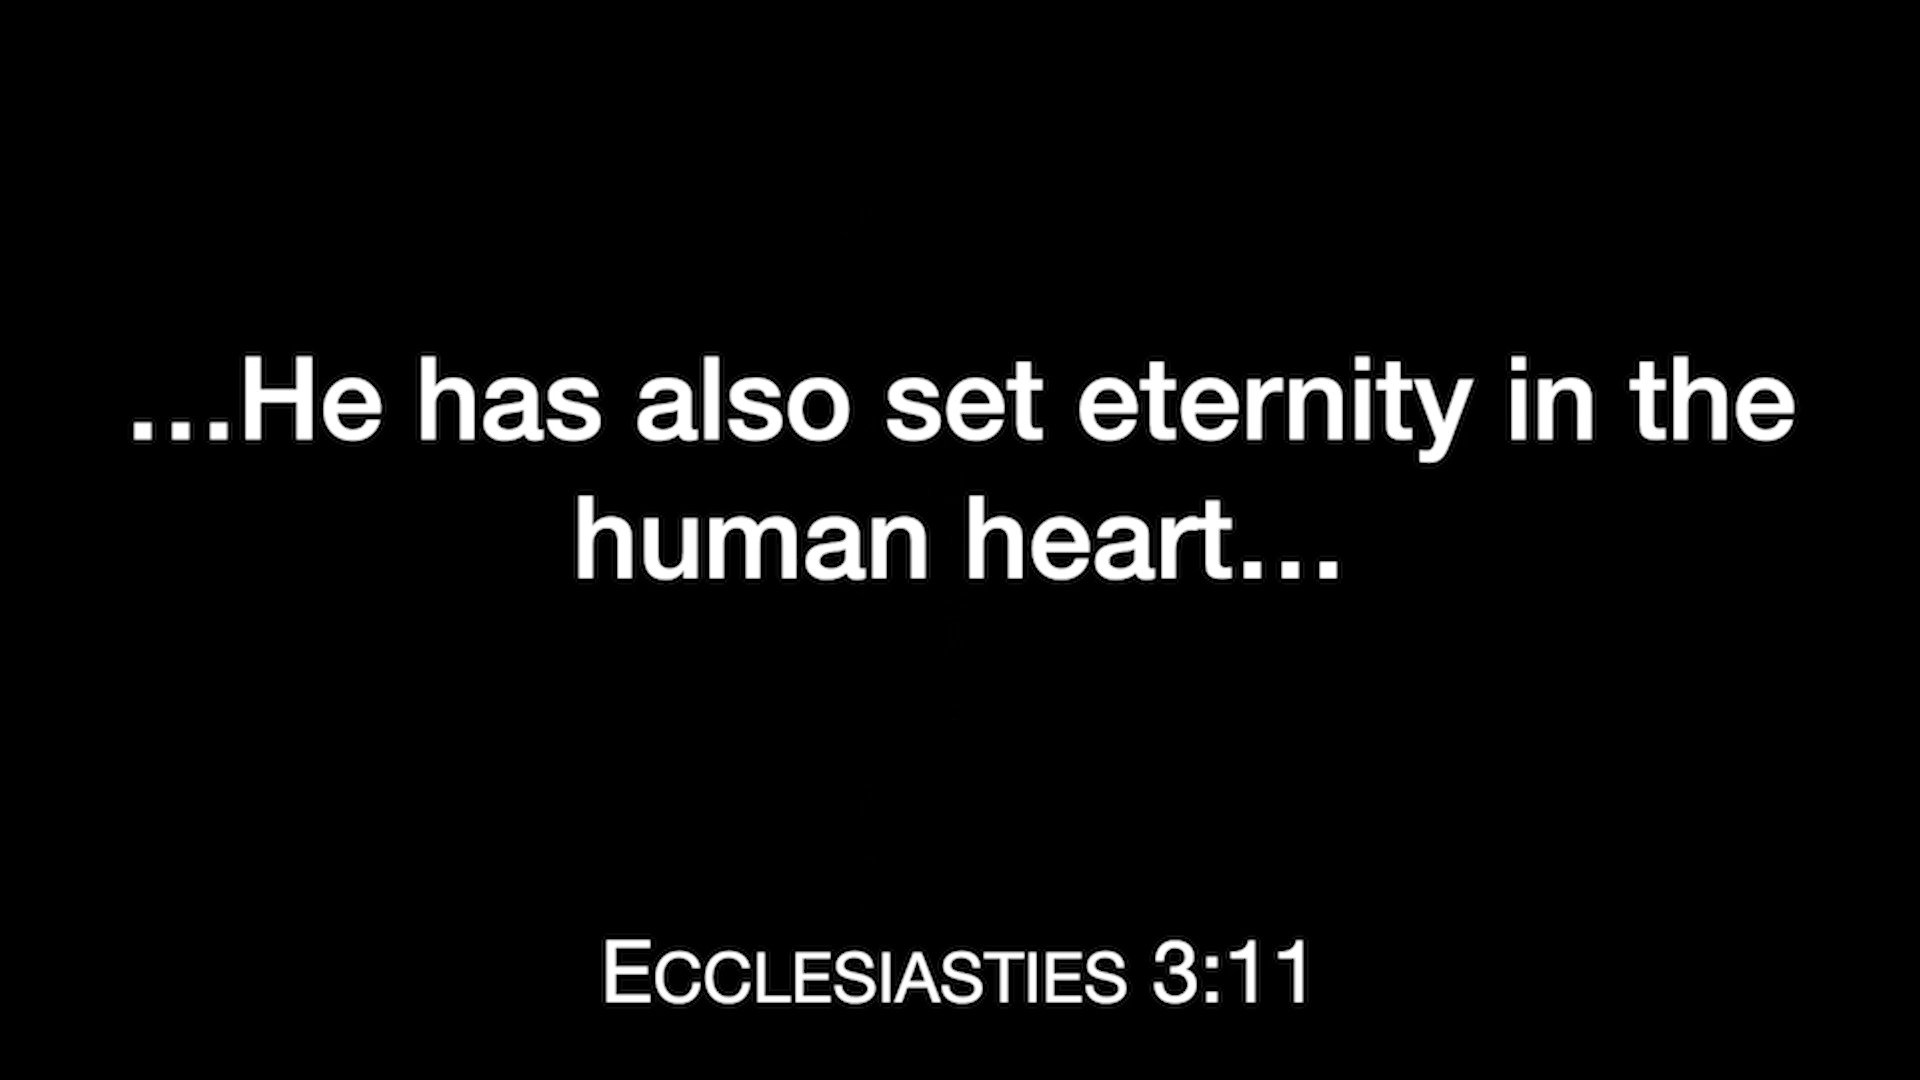 ...He has also set eternity in the
human heart...
ECCLESIASTIES 3:11